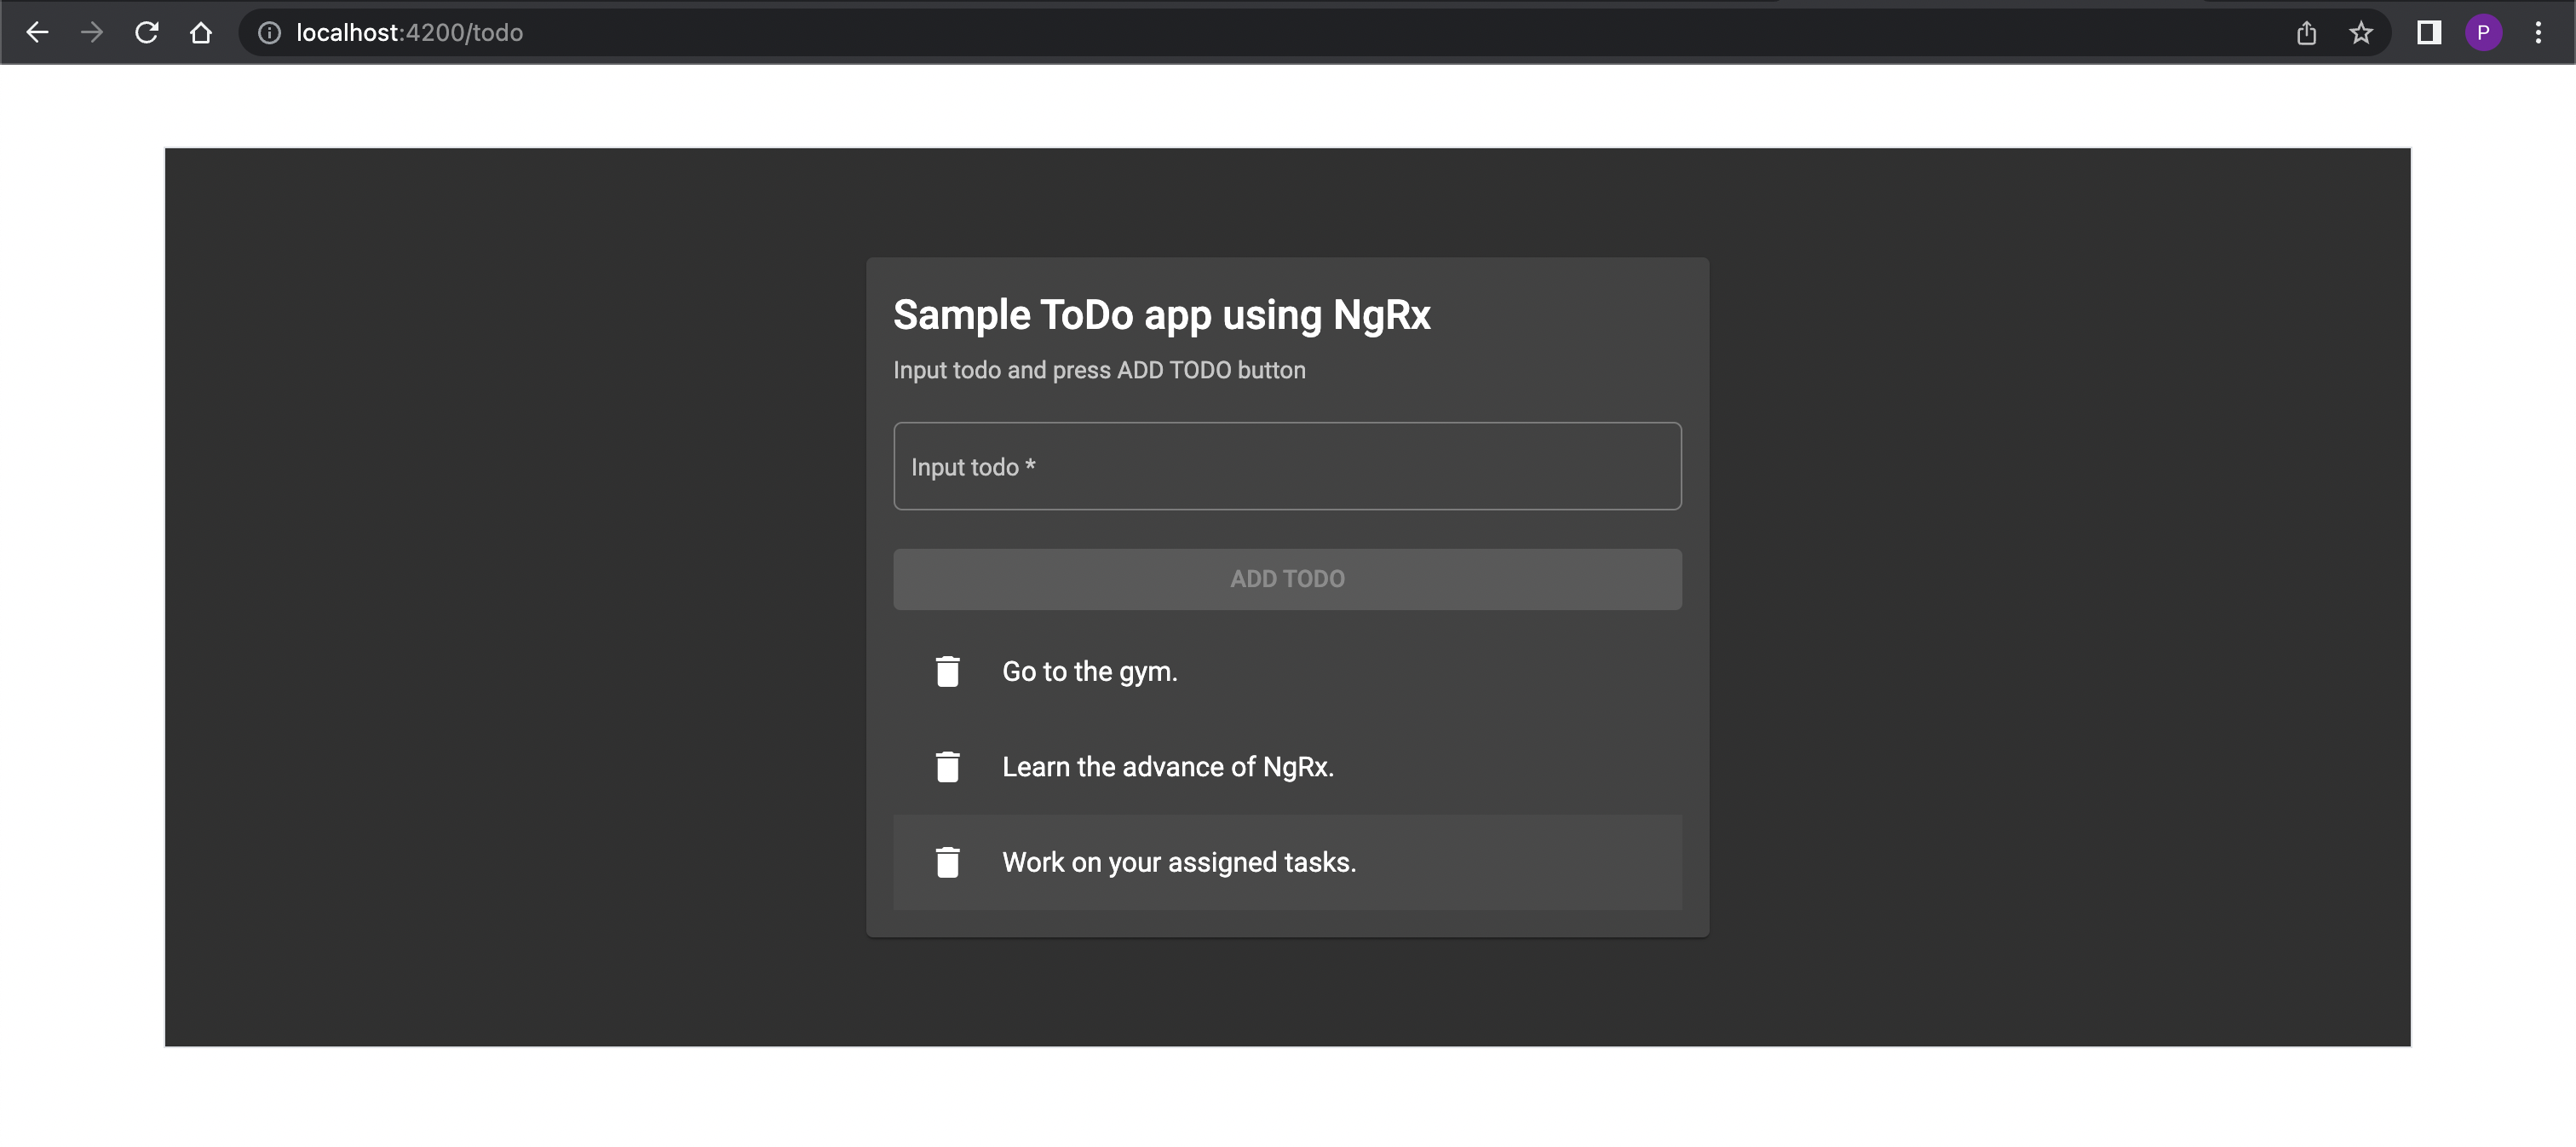 localhost:4200/todo
P
Sample ToDo app using NgRx
Input todo and press ADD TODO button
Input todo *
ADD TODO
Go to the gym.
Learn the advance of NgRx.
Work on your assigned tasks.